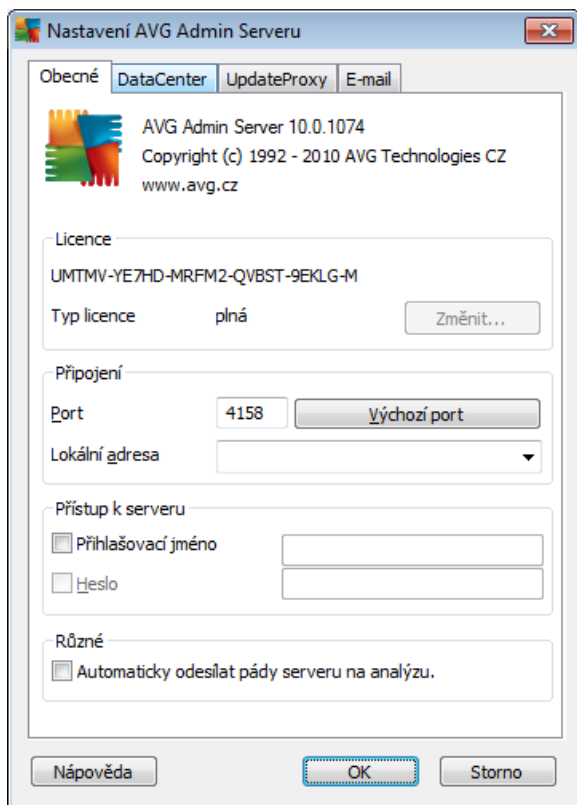 Nastavení AVG Admin Serveru
Obecné DataCenter UpdateProxy E-mail
AVG Admin Server 10.0.1074
Copyright (c) 1992 - 2010 AVG Technologies CZ
www.avg.cz
Licence
UMTMV-YE7HD-MRFM2-QVBST-9EKLG-M
Typ licence plná Změnit...
Připojení
Port 4158 Výchozí port
Lokální adresa
Přístup k serveru
Přihlašovací jméno
Heslo
Různé
Automaticky odesílat pády serveru na analýzu.
Nápověda OK Storno